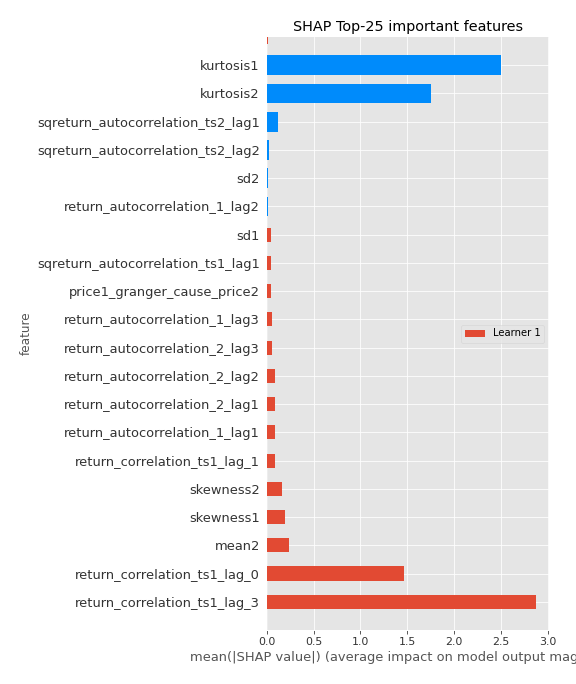 SHAP Top-25 important features
kurtosis1
kurtosis2
sqreturn_autocorrelation_ts2_lag1
sqreturn_autocorrelation_ts2_lag2
sd2
return_autocorrelation_1_lag2
sd1
sqreturn_autocorrelation_ts1_lag1
price1_granger_cause_price2
return_autocorrelation_1_lag3
return_autocorrelation_2_lag3
return_autocorrelation_2_lag2
return_autocorrelation_2_lag1
return_autocorrelation_1_lag1
return_correlation_ts1_lag_1
skewness2
skewness1
mean2
return_correlation_ts1_lag_0
return_correlation_ts1_lag_3
feature
Learner 1
0.0 0.5 1.0 1.5 2.0 2.5 3.0
mean(|SHAP value|) (average impact on model output mag